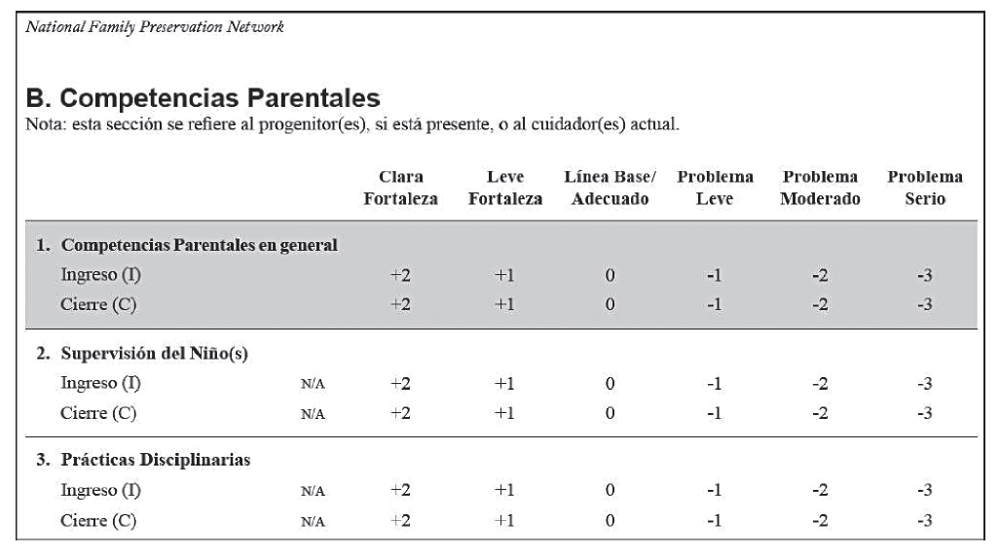 National Family Preservation Network
B. Competencias Parentales
Nota: esta sección se refiere al progenitor(es), si está presente, o al cuidador(es) actual.
Clara Leve Línea Base/ Problema Problema Problema
Fortaleza Fortaleza Adecuado Leve Moderado Serio
1. Competencias Parentales en general
Ingreso (I) +2 +1 0 -1 -2 -3
Cierre (C) +2 +1 0 -1 -2 -3
2. Supervisión del Niño(s)
Ingreso (I) N/A +2 +1 0 -1 -2 -3
Cierre (C) N/A +2 +1 0 -1 -2 -3
3. Prácticas Disciplinarias
Ingreso (I) N/A +2 +1 0 -1 -2 -3
Cierre (C) N/A +2 +1 0 -1 -2 -3